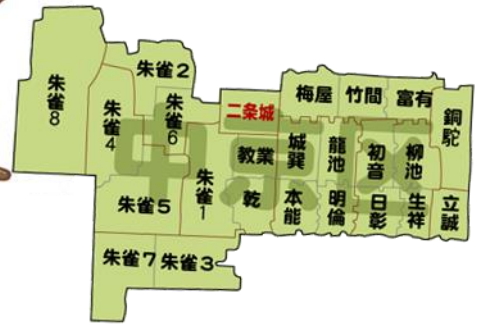 朱雀8
朱雀4
朱雀2
朱雀6
二条城
梅屋
竹間
富有
銅駝
教業
城巽
龍池
初音
柳池
朱雀1
乾
本能
明倫
日彰
生祥
立誠
朱雀5
朱雀7
朱雀3
中京区